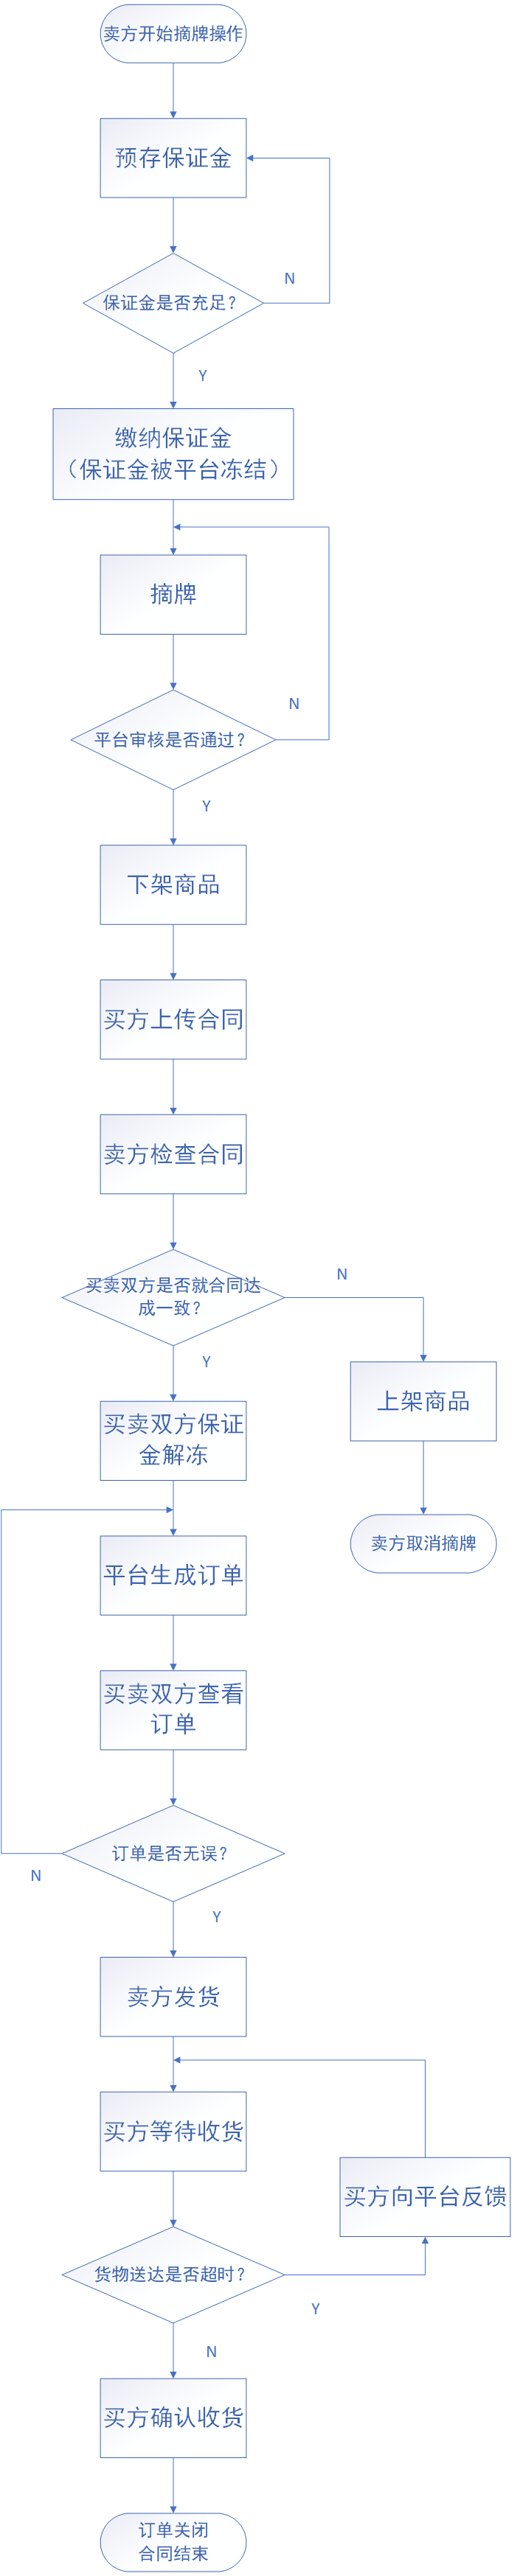 卖方开始摘牌操作
预存保证金
保证金是否充足？
N
Y
缴纳保证金
（保证金被平台冻结）
摘牌
平台审核是否通过？
N
Y
下架商品
买方上传合同
卖方检查合同
买卖双方是否就合同达
成一致？
N
Y
上架商品
卖方取消摘牌
买卖双方保证
金解冻
平台生成订单
买卖双方查看
订单
订单是否无误？
N
Y
卖方发货
买方等待收货
买方向平台反馈
货物送达是否超时？
Y
N
买方确认收货
订单关闭
合同结束